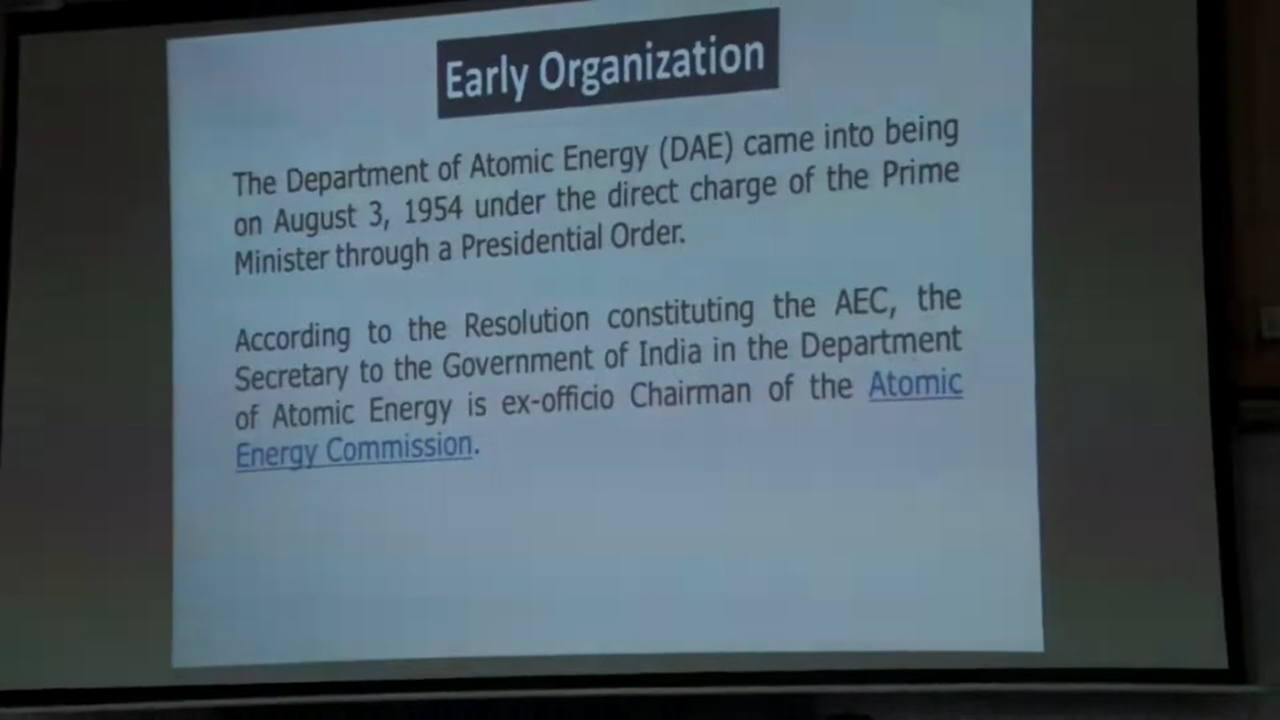 Early Organization
The Department of Atomic Energy (DAE) came into being
on August 3, 1954 under the direct charge of the Prime
Minister through a Presidential Order.
According to the Resolution constituting the AEC, the
Secretary to the Government of India in the Department
of Atomic Energy is ex-officio Chairman of the Atomic
Energy Commission.